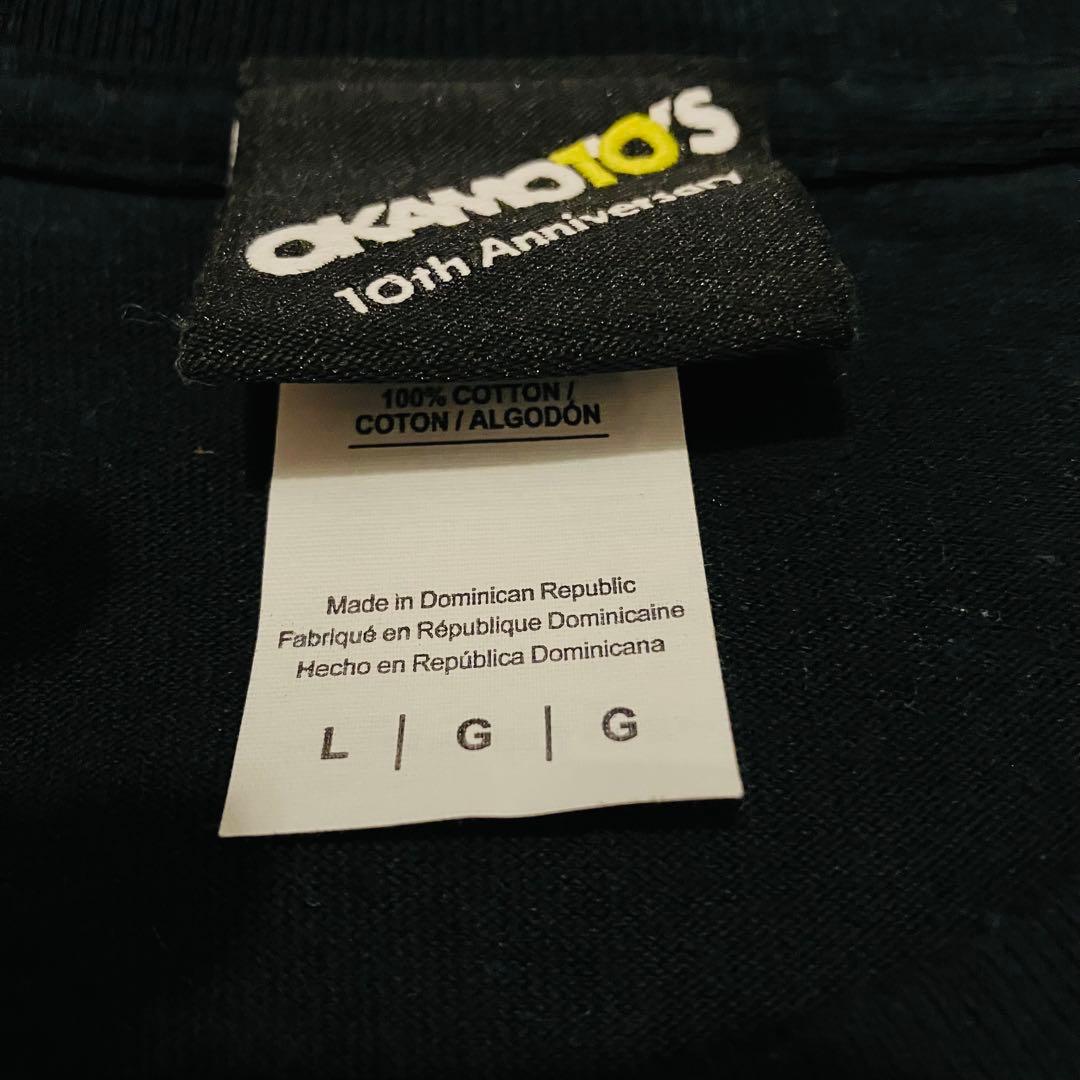 OKAMOTO'S
10th Anniversary
100% COTTON /
COTON / ALGODÓN
Made in Dominican Republic
Fabriqué en République Dominicaine
Hecho en República Dominicana
L | G | G